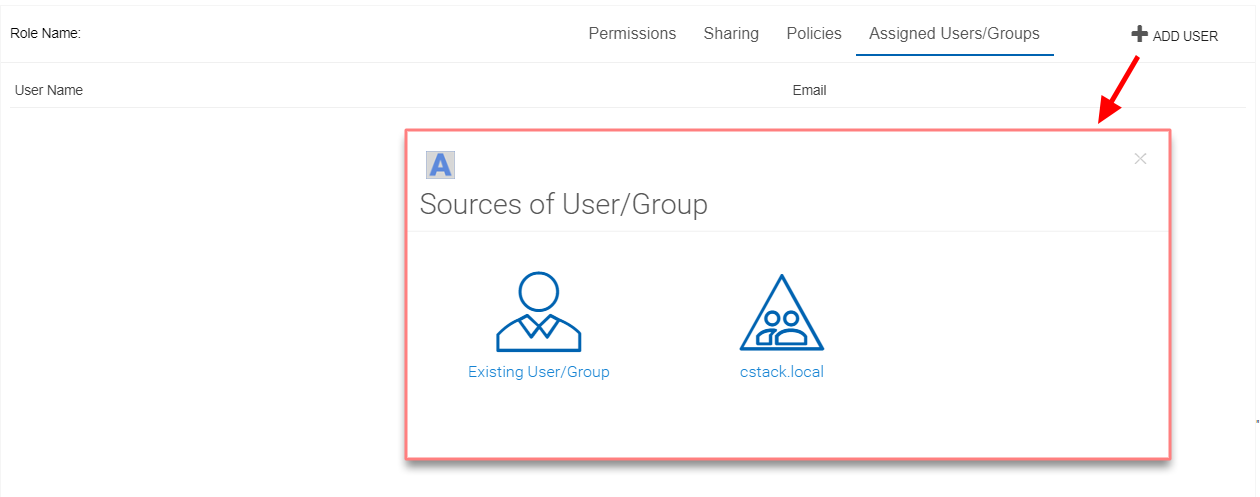 Role Name: Permissions Sharing Policies Assigned Users/Groups ADD USER
User Name Email
A
Sources of User/Group
Existing User/Group cstack.local